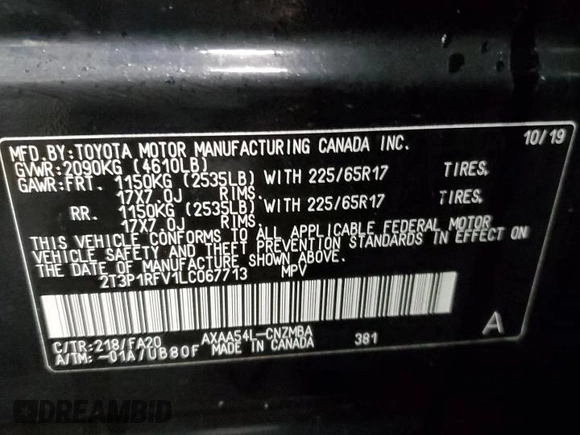 MFD.BY:TOYOTA MOTOR MANUFACTURING CANADA INC. 10/19
GVWR:2090KG (4610LB)
GAWR:FRT. 1150KG (2535LB) WITH 225/65R17 TIRES,
17X7.0J RIMS.
RR. 1150KG (2535LB) WITH 225/65R17 TIRES,
17X7.0J RIMS.
THIS VEHICLE CONFORMS TO ALL APPLICABLE FEDERAL MOTOR
VEHICLE SAFETY AND THEFT PREVENTION STANDARDS IN EFFECT ON
THE DATE OF MANUFACTURE SHOWN ABOVE.
2T3P1RFV1LC067713 MPV
C/TR:218/FA20 AXAA54L-CNZMBA A
A/TM: -01A/UB80F MADE IN CANADA 381
DREAMBID